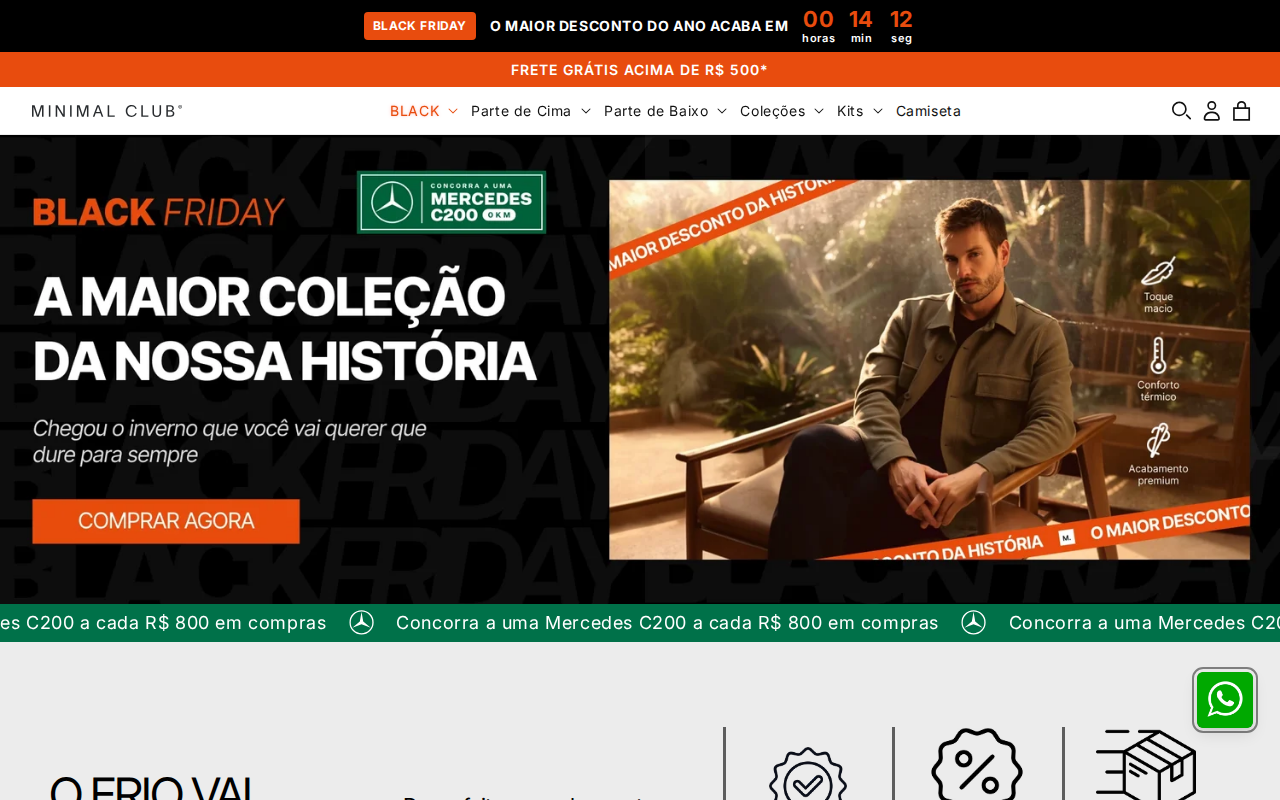 BLACK FRIDAY
O MAIOR DESCONTO DO ANO ACABA EM
00 14 12
horas min seg
FRETE GRÁTIS ACIMA DE R$ 500*
MINIMAL CLUB®
BLACK Parte de Cima Parte de Baixo Coleções Kits Camiseta
BLACK FRIDAY
CONCORRA A UMA
MERCEDES
C200 0KM
A MAIOR COLEÇÃO
DA NOSSA HISTÓRIA
Chegou o inverno que você vai querer que
dure para sempre
COMPRAR AGORA
MAIOR DESCONTO DA HISTÓRI
Toque
macio
Conforto
térmico
Acabamento
premium
CONTO DA HISTÓRIA M. O MAIOR DESCONTO
es C200 a cada R$ 800 em compras Concorra a uma Mercedes C200 a cada R$ 800 em compras Concorra a uma Mercedes C20
O FRIO VAI